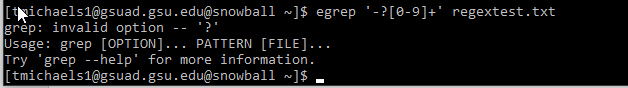 [tmichaels1@gsuad.gsu.edu@snowball ~]$ egrep '-?[0-9]+' regextest.txt
grep: invalid option -- '?'
Usage: grep [OPTION]... PATTERN [FILE]...
Try 'grep --help' for more information.
[tmichaels1@gsuad.gsu.edu@snowball ~]$